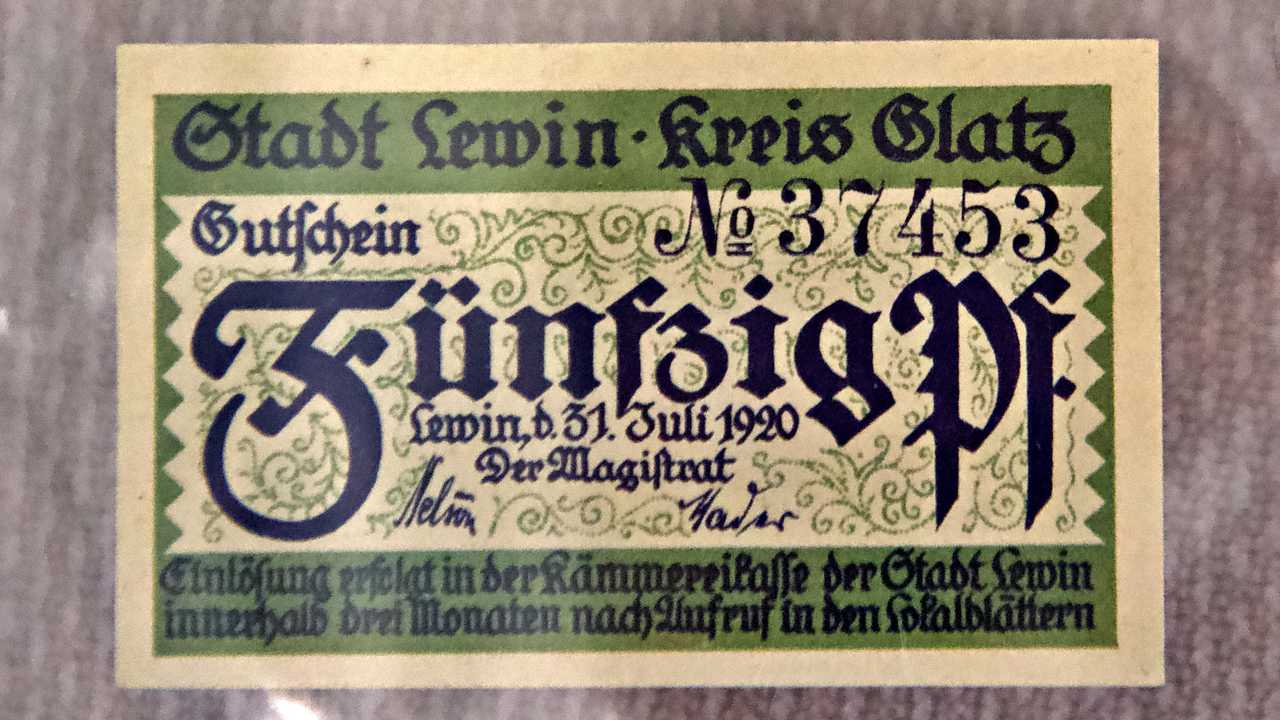 Stadt Lewin · Kreis Glatz
Gutschein
№ 37453
Fünfzig Pf.
Lewin, d. 31. Juli 1920
Der Magistrat
Einlösung erfolgt in der Kämmereikasse der Stadt Lewin
innerhalb drei Monaten nach Aufruf in den Lokalblättern